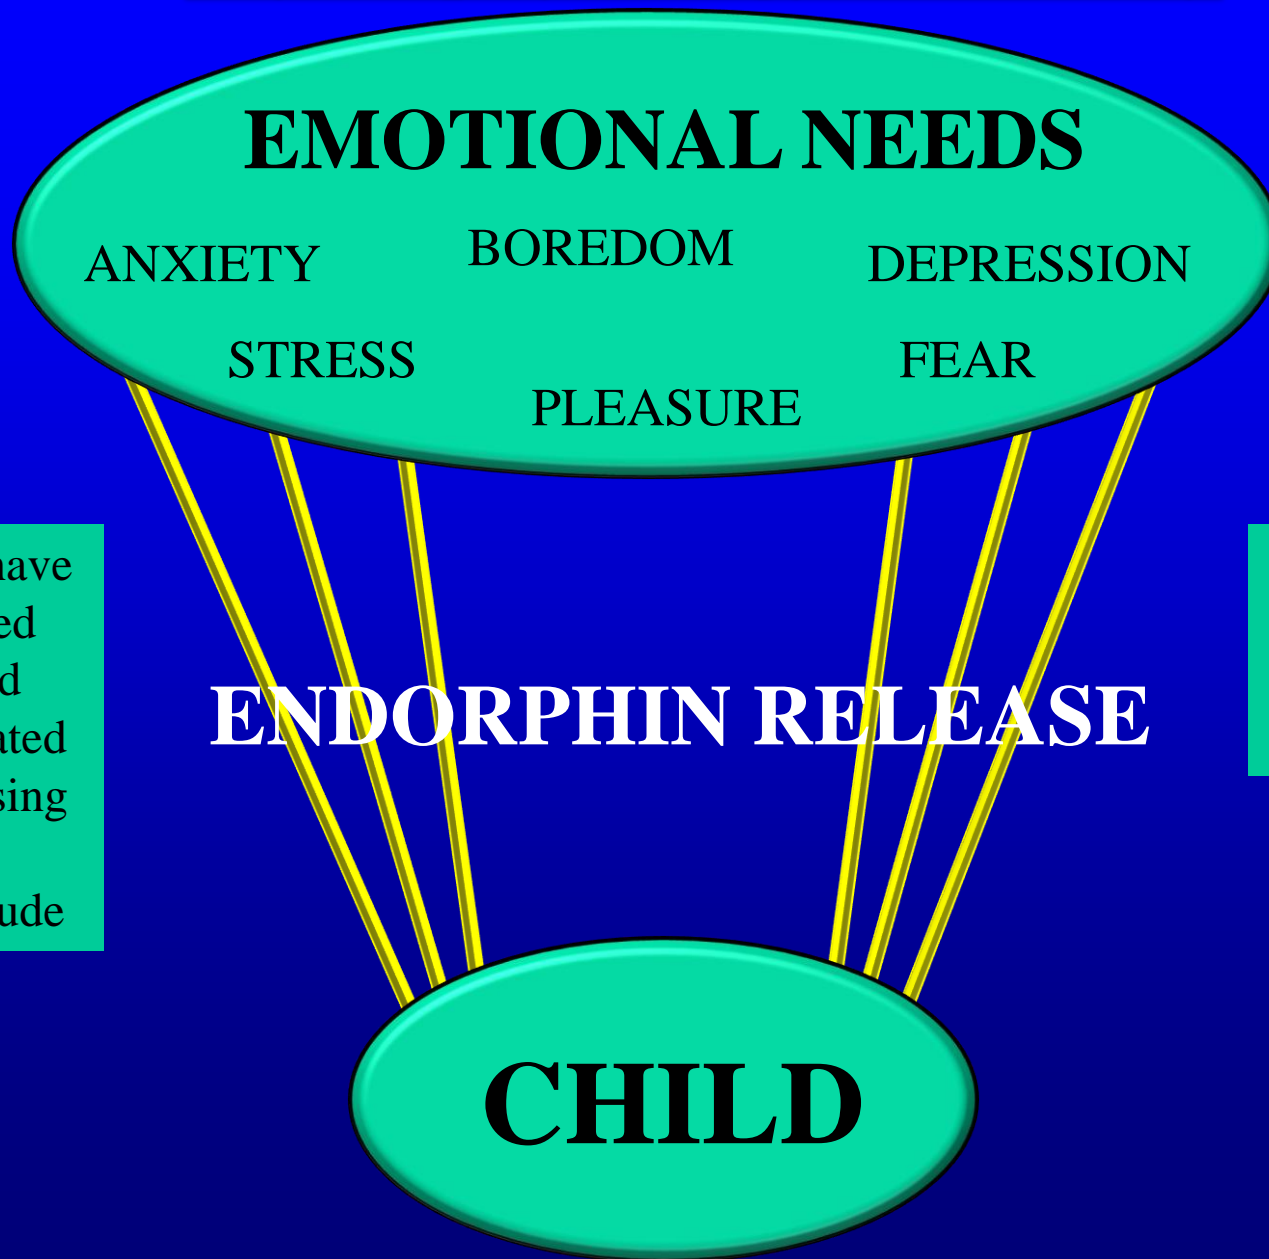 EMOTIONAL NEEDS
ANXIETY
BOREDOM
DEPRESSION
STRESS
PLEASURE
FEAR
ENDORPHIN RELEASE
CHILD